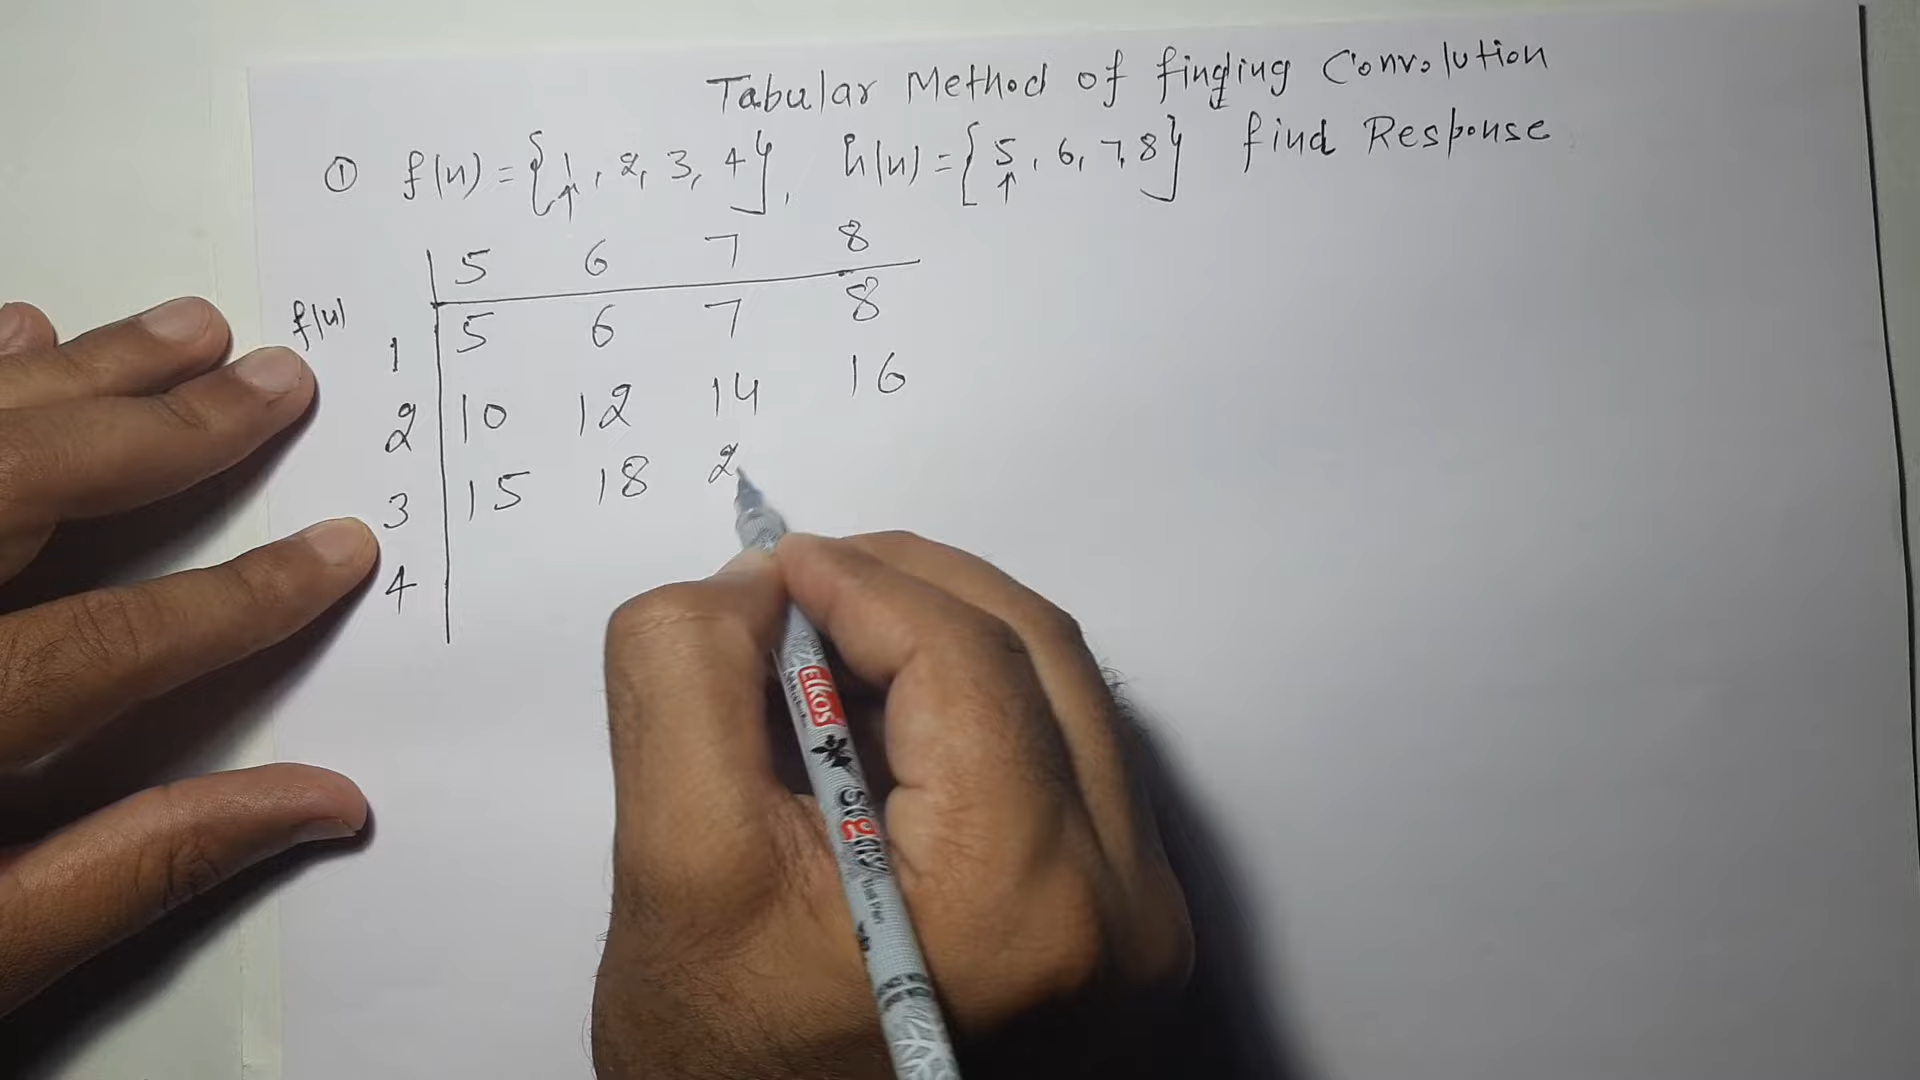 Tabular Method of finding Convolution
① f(n) = {1, 2, 3, 4}, h(n) = {5, 6, 7, 8} find Response
↑ ↑
5 6 7 8
f(n)
1 5 6 7 8
2 10 12 14 16
3 15 18 2
4
Elkos